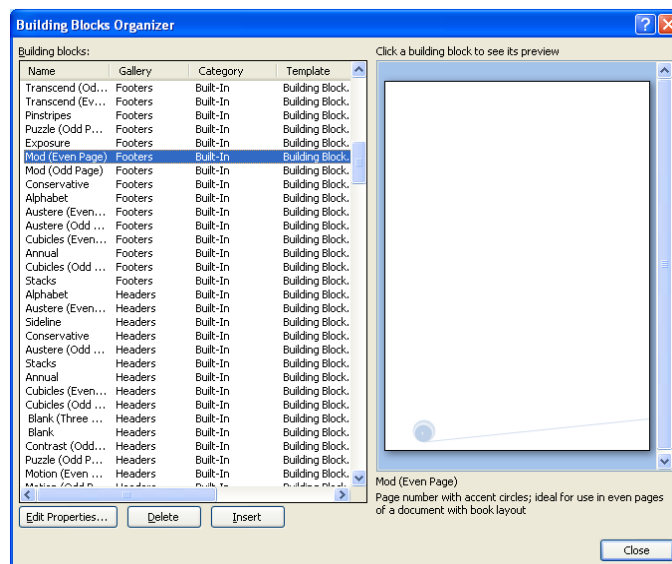 Building Blocks Organizer
Building blocks:
Name Gallery Category Template
Transcend (Od... Footers Built-In Building Block.
Transcend (Ev... Footers Built-In Building Block.
Pinstripes Footers Built-In Building Block.
Puzzle (Odd P... Footers Built-In Building Block.
Exposure Footers Built-In Building Block.
Mod (Even Page) Footers Built-In Building Block.
Mod (Odd Page) Footers Built-In Building Block.
Conservative Footers Built-In Building Block.
Alphabet Footers Built-In Building Block.
Austere (Even... Footers Built-In Building Block.
Austere (Odd ... Footers Built-In Building Block.
Cubicles (Even... Footers Built-In Building Block.
Annual Footers Built-In Building Block.
Cubicles (Odd ... Footers Built-In Building Block.
Stacks Footers Built-In Building Block.
Alphabet Headers Built-In Building Block.
Austere (Even... Headers Built-In Building Block.
Sideline Headers Built-In Building Block.
Conservative Headers Built-In Building Block.
Austere (Odd ... Headers Built-In Building Block.
Stacks Headers Built-In Building Block.
Annual Headers Built-In Building Block.
Cubicles (Even... Headers Built-In Building Block.
Cubicles (Odd ... Headers Built-In Building Block.
Blank (Three ... Headers Built-In Building Block.
Blank Headers Built-In Building Block.
Contrast (Odd... Headers Built-In Building Block.
Puzzle (Odd P... Headers Built-In Building Block.
Motion (Even ... Headers Built-In Building Block.
Motion (Odd P... Headers Built-In Building Block.
Edit Properties... Delete Insert
Click a building block to see its preview
Mod (Even Page)
Page number with accent circles; ideal for use in even pages
of a document with book layout
Close